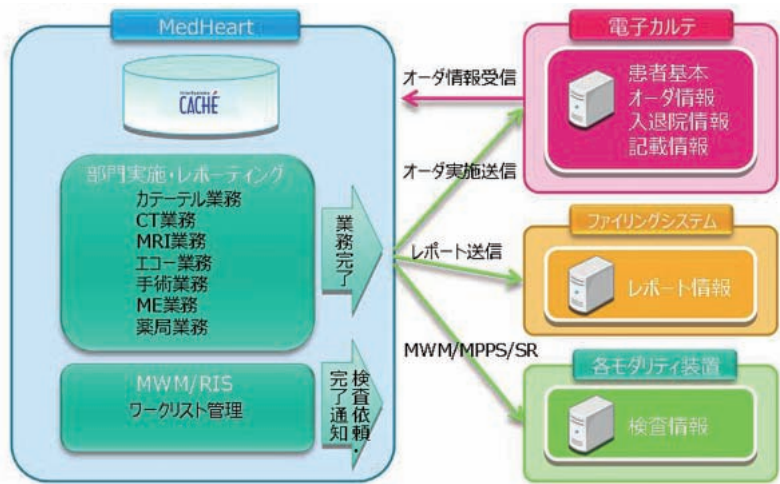 MedHeart
InterSystems
CACHÉ
部門実施・レポーティング
カテーテル業務
CT業務
MRI業務
エコー業務
手術業務
ME業務
薬局業務
業務完了
MWM/RIS
ワークリスト管理
検査依頼・
完了通知
オーダ情報受信
オーダ実施送信
レポート送信
MWM/MPPS/SR
電子カルテ
患者基本
オーダ情報
入退院情報
記載情報
ファイリングシステム
レポート情報
各モダリティ装置
検査情報